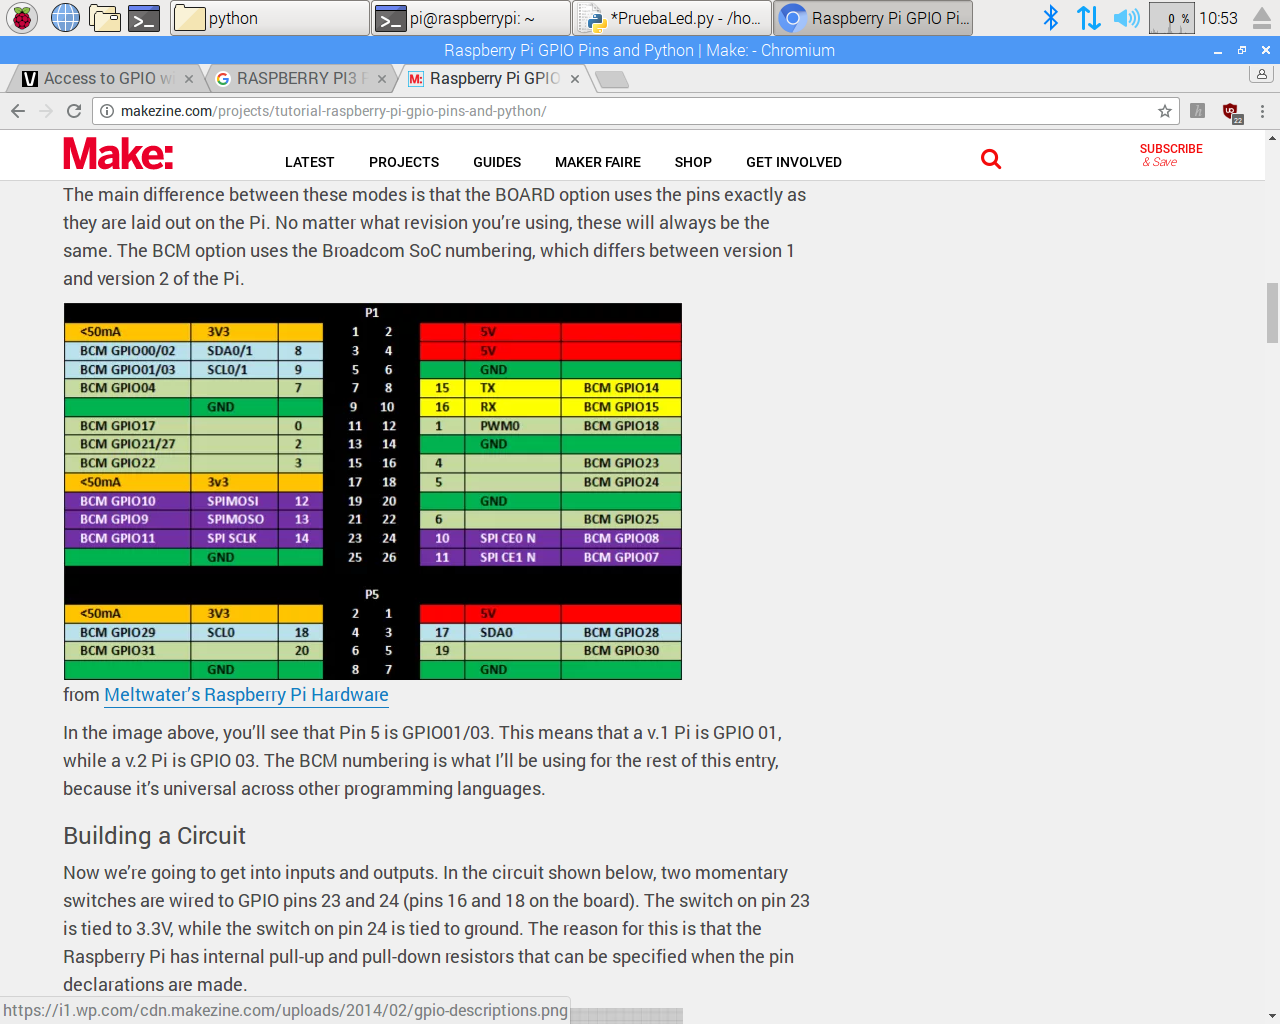 python
pi@raspberrypi: ~
*PruebaLed.py - /ho...
Raspberry Pi GPIO Pi...
0 %
10:53
Raspberry Pi GPIO Pins and Python | Make: - Chromium
Access to GPIO wi
RASPBERRY PI3 P
M: Raspberry Pi GPIO
makezine.com/projects/tutorial-raspberry-pi-gpio-pins-and-python/
22
Make:
LATEST PROJECTS GUIDES MAKER FAIRE SHOP GET INVOLVED
SUBSCRIBE
& Save
The main difference between these modes is that the BOARD option uses the pins exactly as
they are laid out on the Pi. No matter what revision you’re using, these will always be the
same. The BCM option uses the Broadcom SoC numbering, which differs between version 1
and version 2 of the Pi.
P1
<50mA 3V3 1 2 5V
BCM GPIO00/02 SDA0/1 8 3 4 5V
BCM GPIO01/03 SCL0/1 9 5 6 GND
BCM GPIO04 7 7 8 15 TX BCM GPIO14
GND 9 10 16 RX BCM GPIO15
BCM GPIO17 0 11 12 1 PWM0 BCM GPIO18
BCM GPIO21/27 2 13 14 GND
BCM GPIO22 3 15 16 4 BCM GPIO23
<50mA 3v3 17 18 5 BCM GPIO24
BCM GPIO10 SPIMOSI 12 19 20 GND
BCM GPIO9 SPIMOSO 13 21 22 6 BCM GPIO25
BCM GPIO11 SPI SCLK 14 23 24 10 SPI CE0 N BCM GPIO08
GND 25 26 11 SPI CE1 N BCM GPIO07
P5
<50mA 3V3 2 1 5V
BCM GPIO29 SCL0 18 4 3 17 SDA0 BCM GPIO28
BCM GPIO31 20 6 5 19 BCM GPIO30
GND 8 7 GND
from Meltwater’s Raspberry Pi Hardware
In the image above, you’ll see that Pin 5 is GPIO01/03. This means that a v.1 Pi is GPIO 01,
while a v.2 Pi is GPIO 03. The BCM numbering is what I’ll be using for the rest of this entry,
because it’s universal across other programming languages.
Building a Circuit
Now we’re going to get into inputs and outputs. In the circuit shown below, two momentary
switches are wired to GPIO pins 23 and 24 (pins 16 and 18 on the board). The switch on pin 23
is tied to 3.3V, while the switch on pin 24 is tied to ground. The reason for this is that the
Raspberry Pi has internal pull-up and pull-down resistors that can be specified when the pin
declarations are made.
https://i1.wp.com/cdn.makezine.com/uploads/2014/02/gpio-descriptions.png